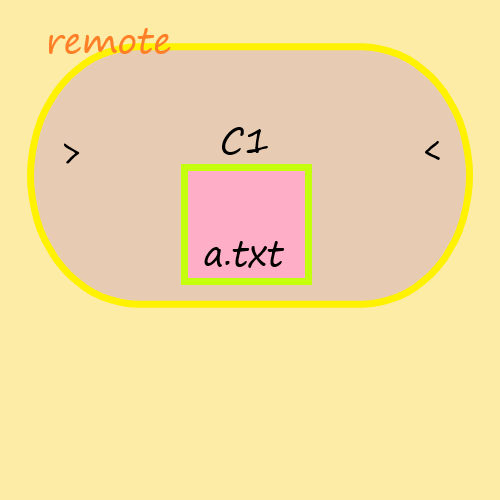 remote
C1
> <
a.txt